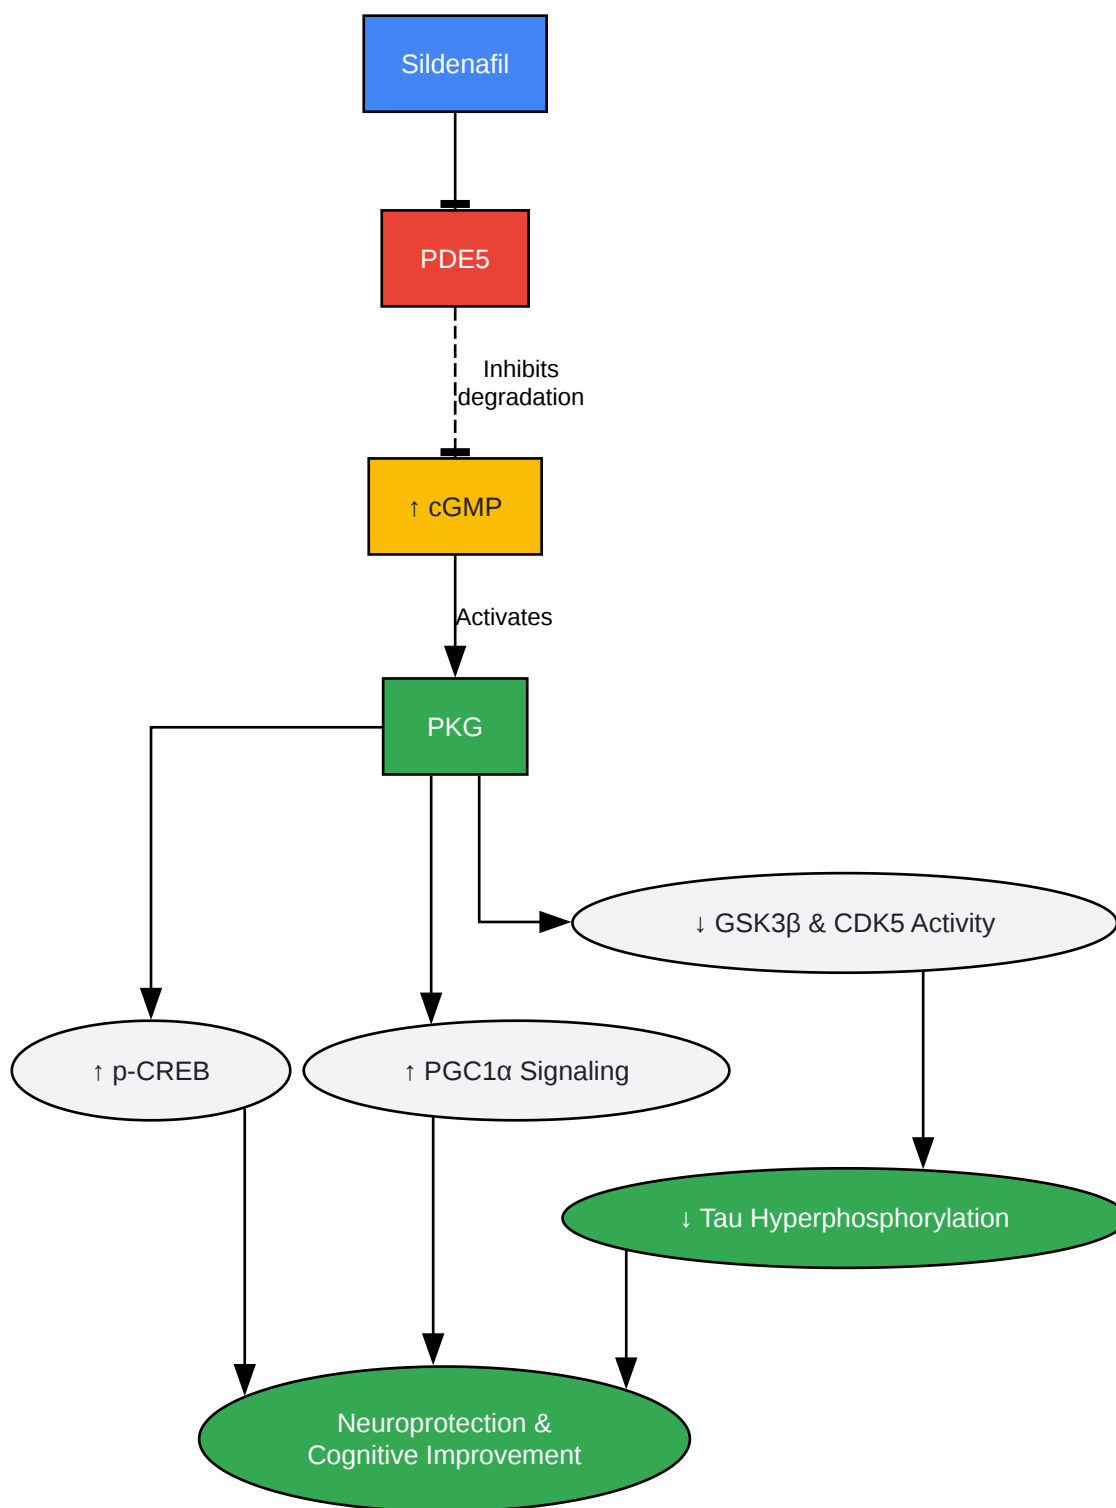 Sildenafil
PDE5
Inhibits
degradation
↑ cGMP
Activates
PKG
↓ GSK3β & CDK5 Activity
↑ p-CREB
↑ PGC1α Signaling
↓ Tau Hyperphosphorylation
Neuroprotection &
Cognitive Improvement